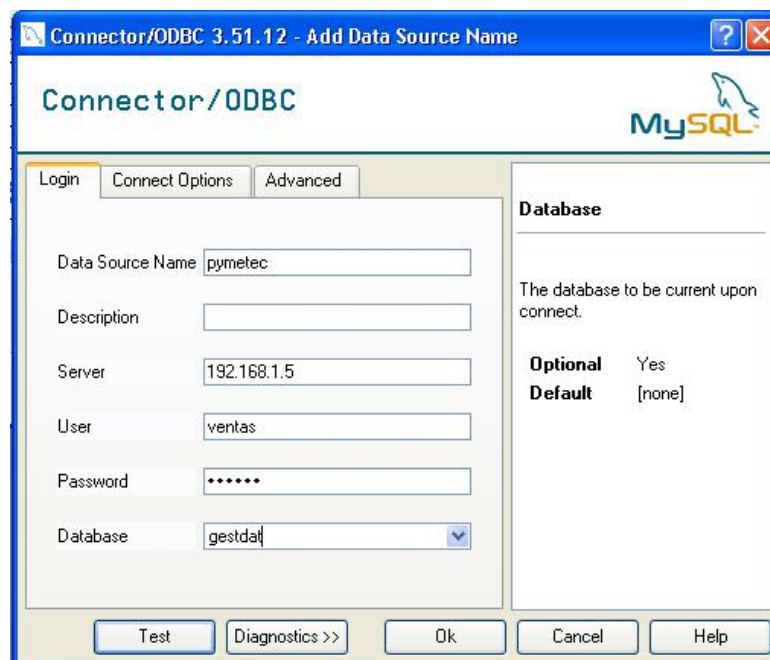 Connector/ODBC 3.51.12 - Add Data Source Name
Connector/ODBC
MySQL
Login
Connect Options
Advanced
Data Source Name pymetec
Description
Server 192.168.1.5
User ventas
Password ••••••
Database gestdat
Database
The database to be current upon
connect.
Optional Yes
Default [none]
Test
Diagnostics >>
Ok
Cancel
Help